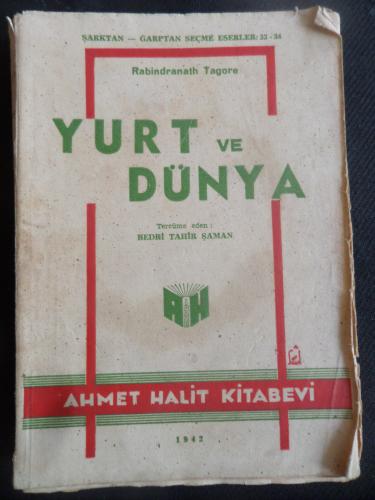 ŞARKTAN — GARPTAN SEÇME ESERLER: 33 - 34
Rabindranath Tagore
YURT VE
DÜNYA
Tercüme eden :
BEDRİ TAHİR ŞAMAN
A H
AHMET HALİT KİTABEVİ
1942